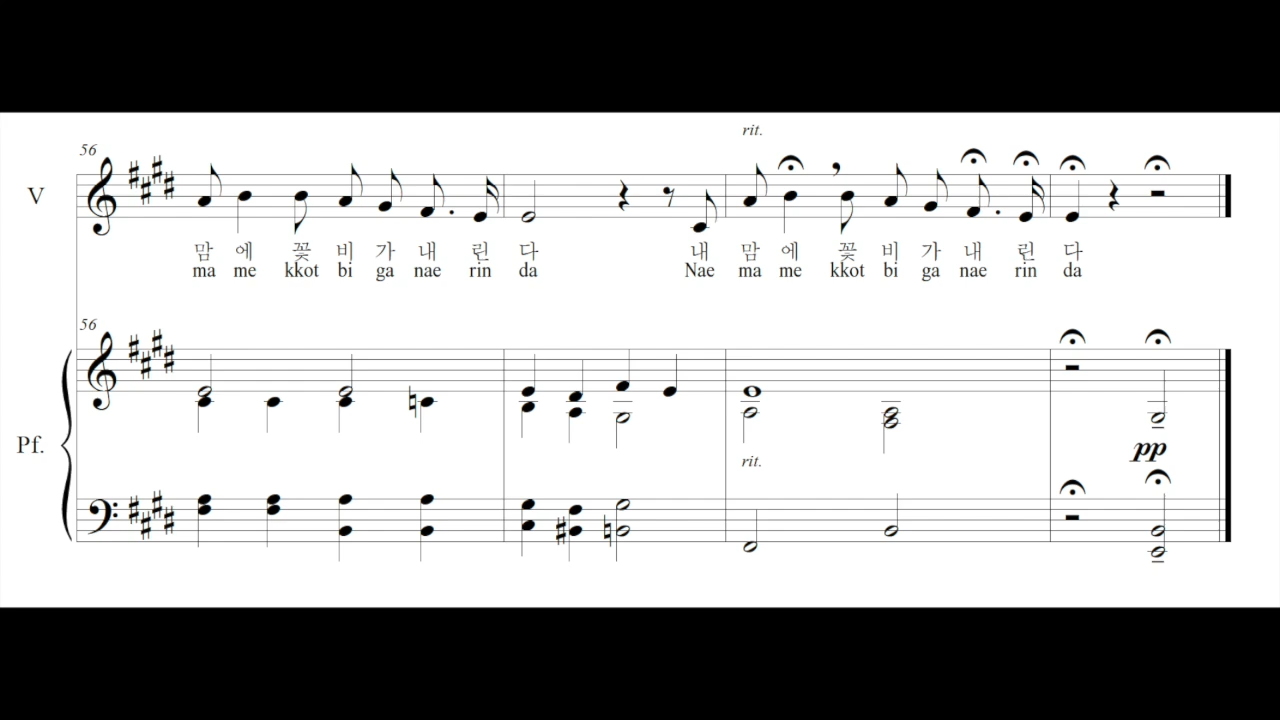 rit.
56
V
맘 에 꽃 비 가 내 린 다 내 맘 에 꽃 비 가 내 린 다
ma me kkot bi ga nae rin da Nae ma me kkot bi ga nae rin da
56
Pf.
pp
rit.